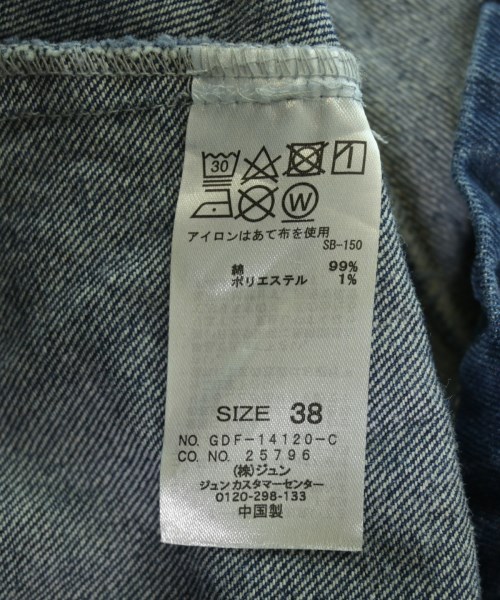 30
W
アイロンはあて布を使用
SB-150
綿 99%
ポリエステル 1%
SIZE 38
NO. GDF-14120-C
CO. NO. 25796
(株)ジュン
ジュンカスタマーセンター
0120-298-133
中国製